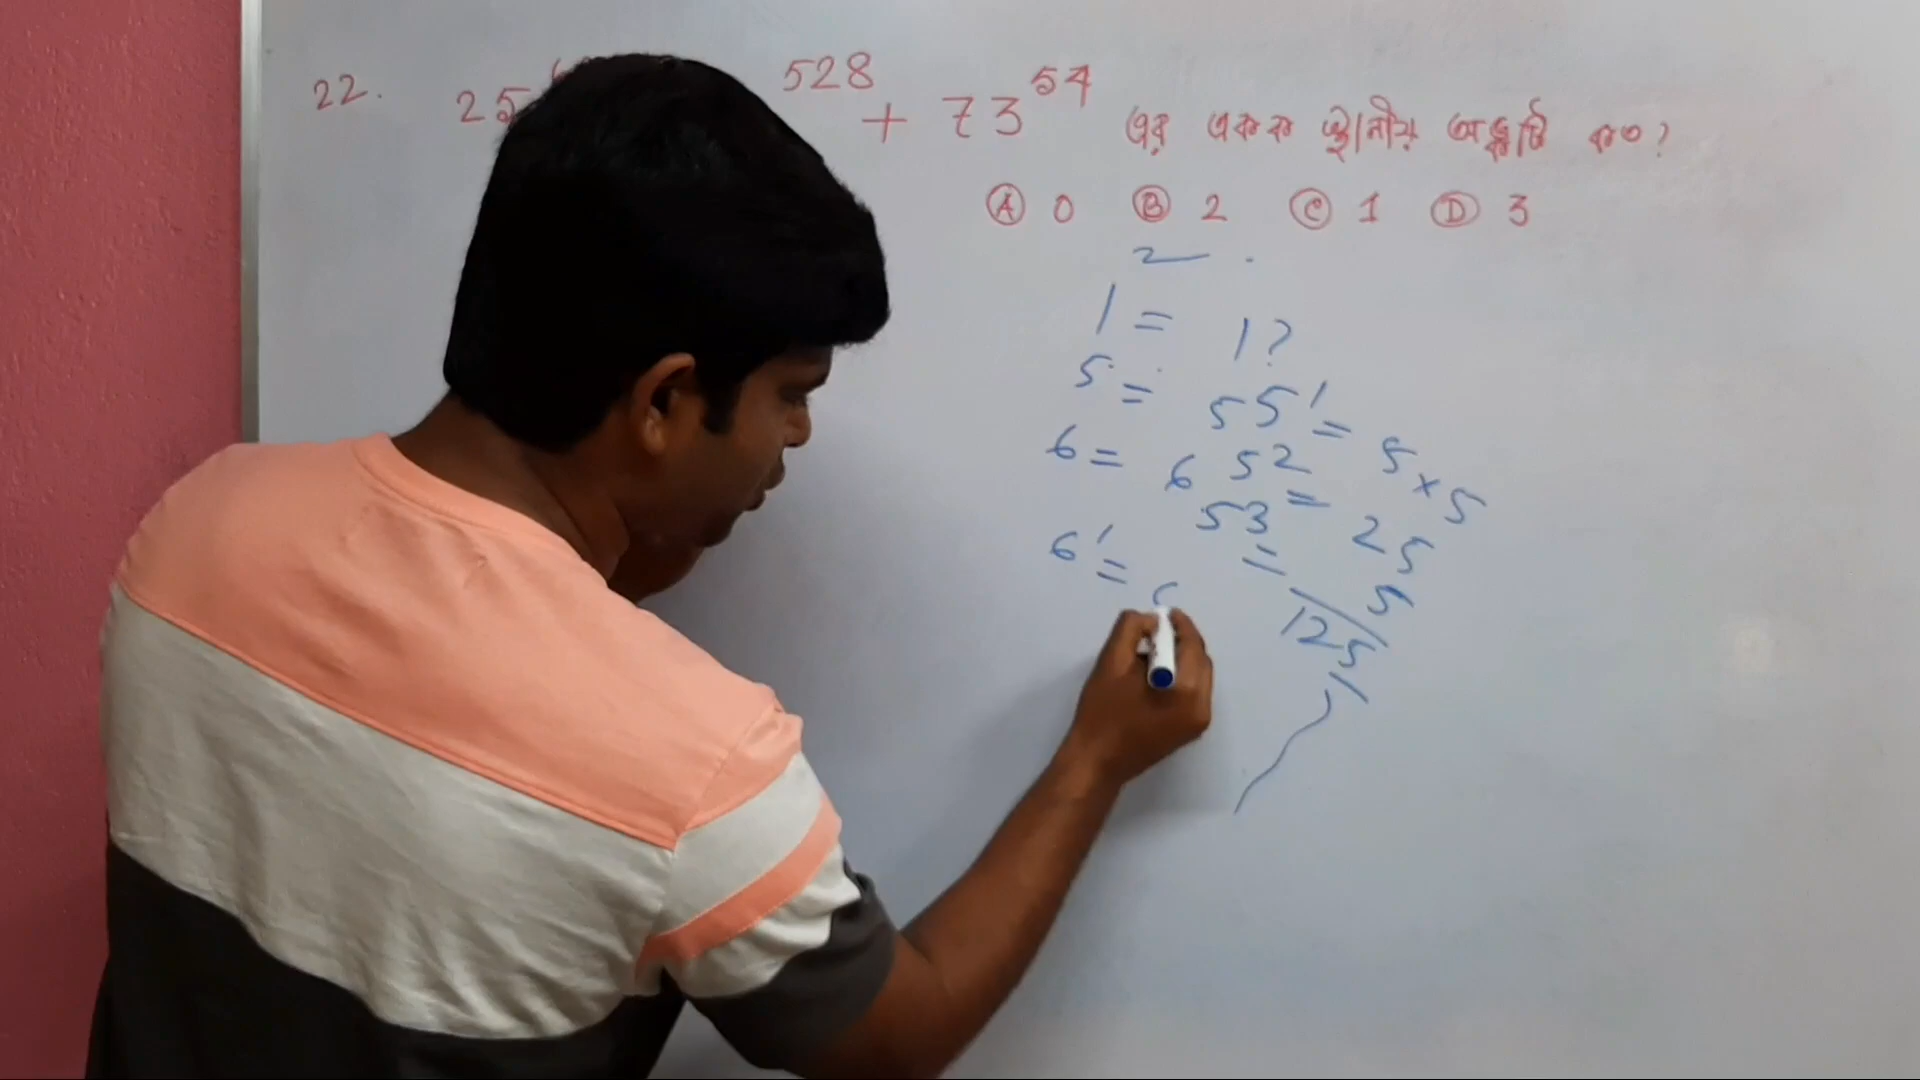 22. 25 528 + 73 54 এর একক স্থানীয় অঙ্কটি কত?
Ⓐ 0 Ⓑ 2 Ⓒ 1 Ⓓ 3
2
1 = 1?
5 = 5 5¹ = 5 × 5
6 = 6 5² = 25
5³ = 5
6¹ = 125